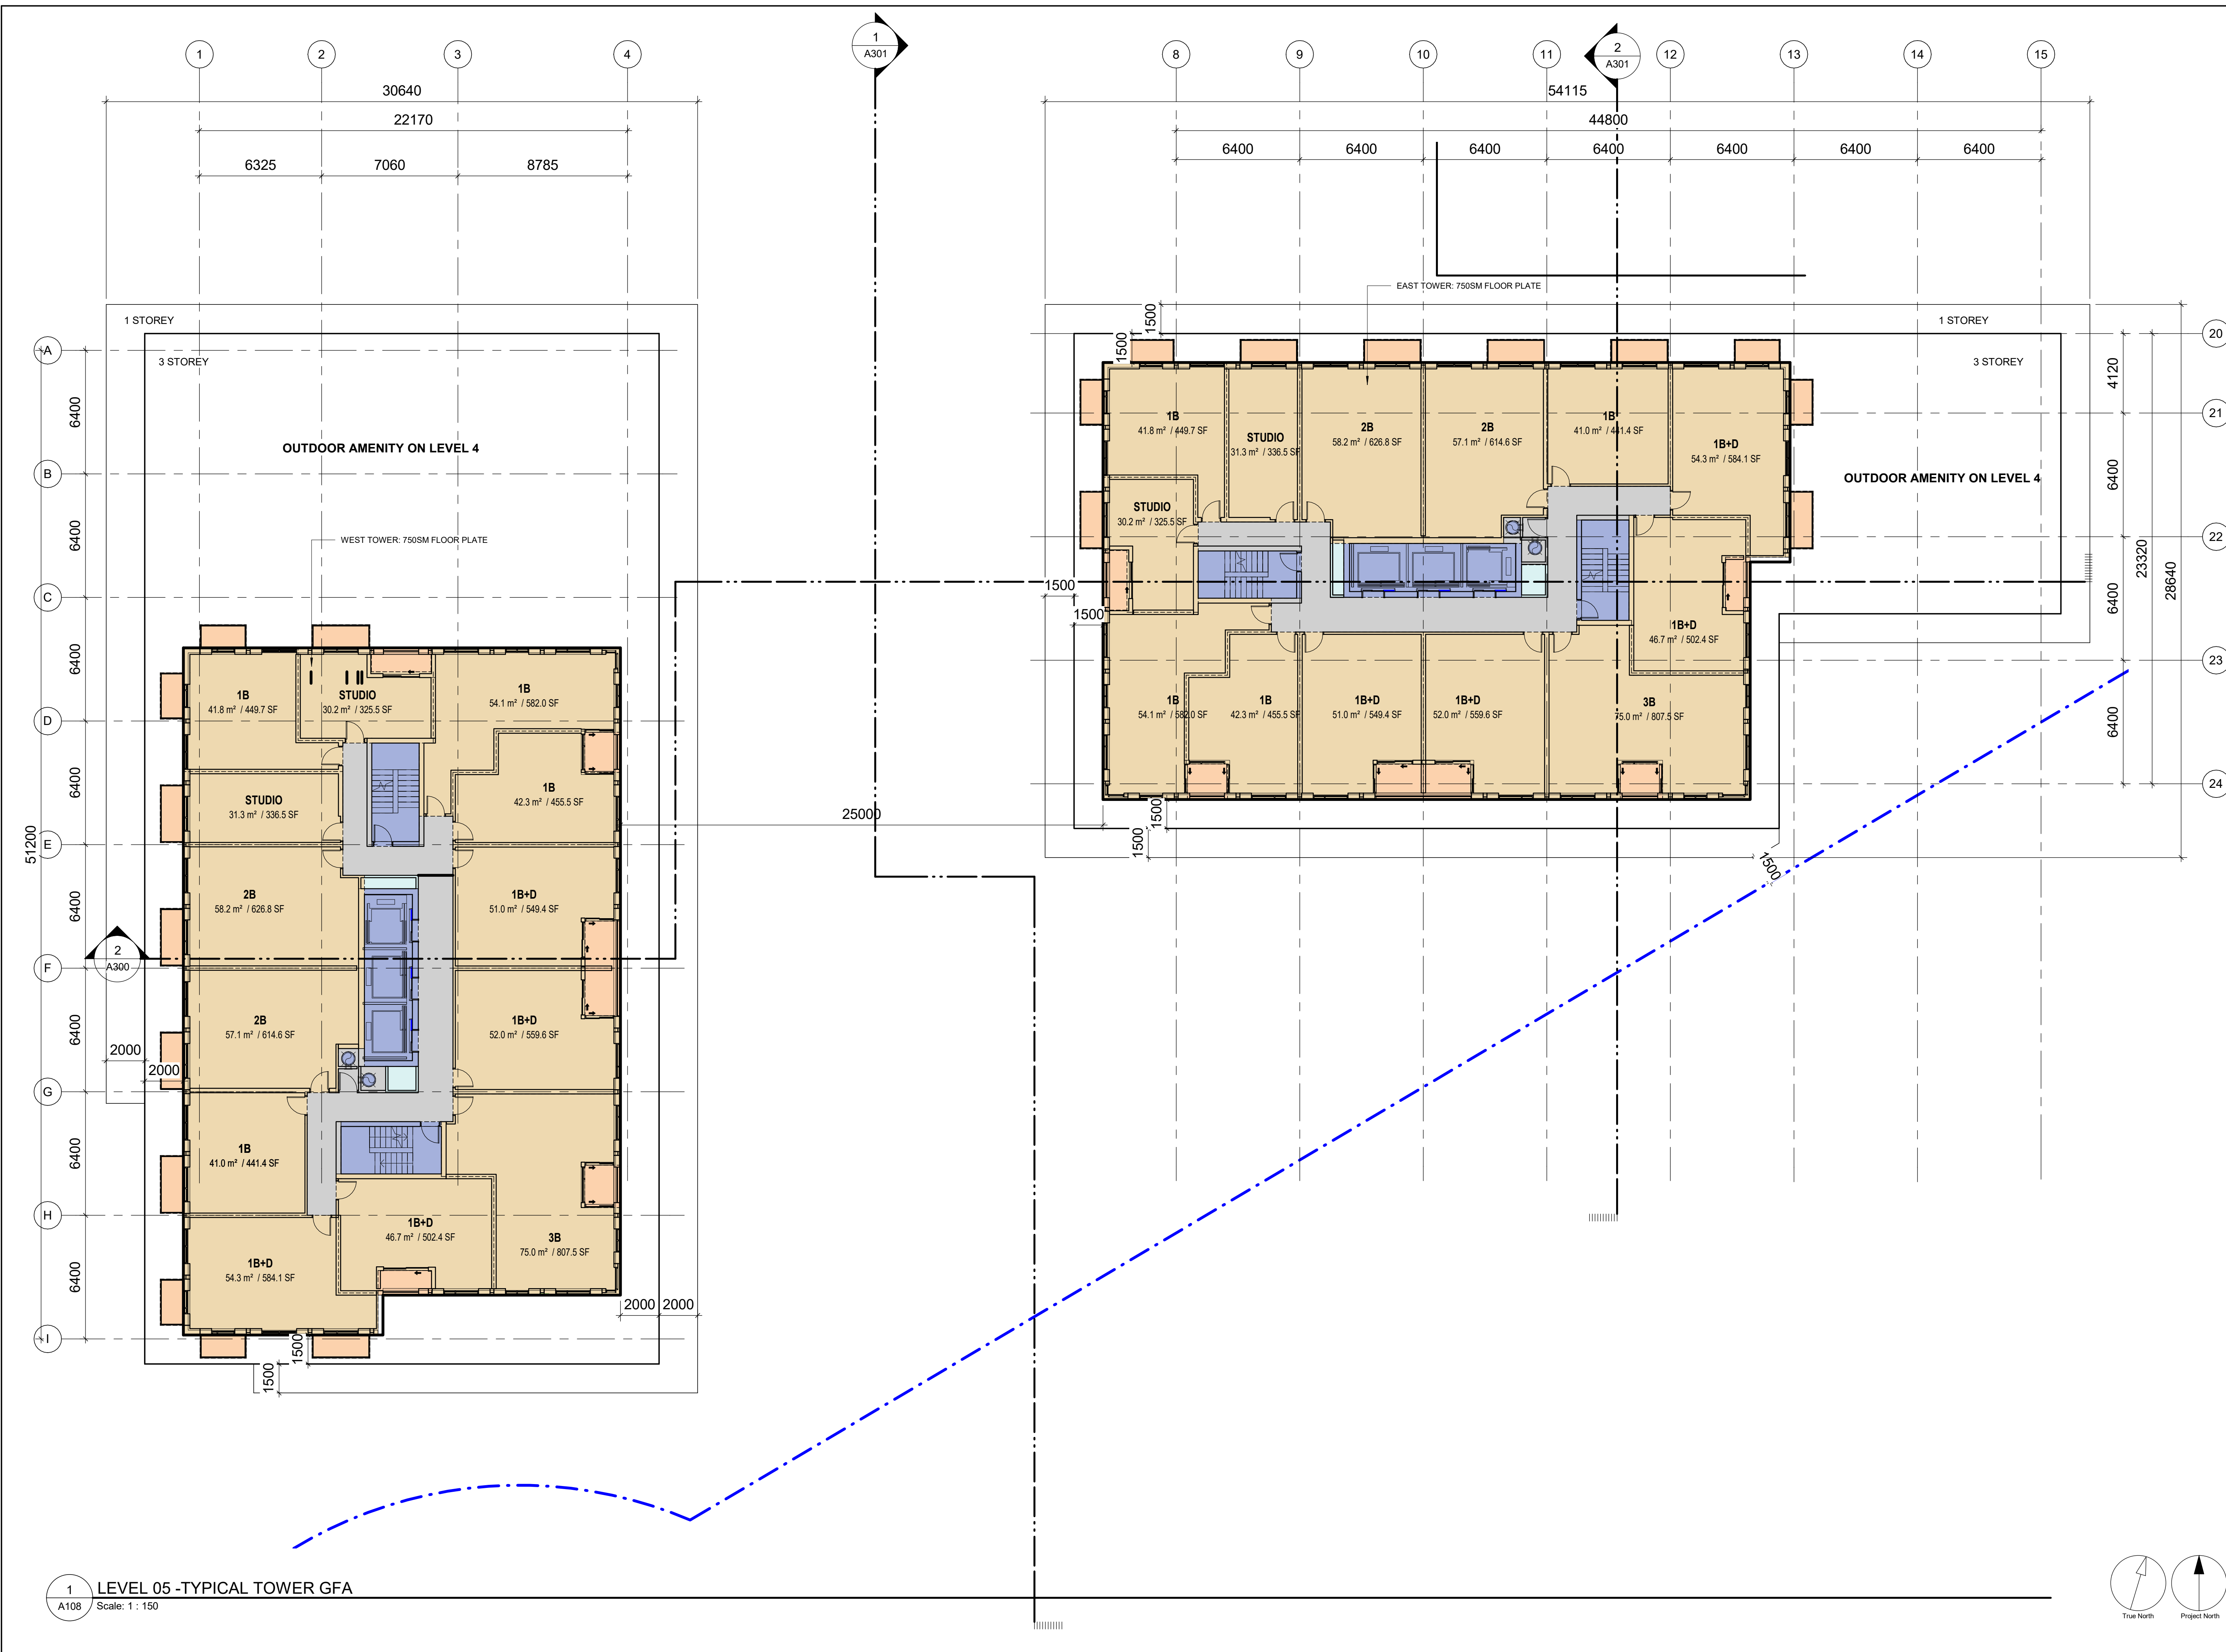 1
2
3
4
1
A301
8
9
10
11
2
A301
12
13
14
15
30640
54115
22170
44800
6325
7060
8785
6400
6400
6400
6400
6400
6400
6400
EAST TOWER: 750SM FLOOR PLATE
1 STOREY
3 STOREY
OUTDOOR AMENITY ON LEVEL 4
WEST TOWER: 750SM FLOOR PLATE
A
B
C
D
E
F
G
H
I
6400
6400
6400
6400
6400
6400
6400
6400
51200
1B
41.8 m² / 449.7 SF
STUDIO
30.2 m² / 325.5 SF
1B
54.1 m² / 582.0 SF
1B
42.3 m² / 455.5 SF
STUDIO
31.3 m² / 336.5 SF
2B
58.2 m² / 626.8 SF
1B+D
51.0 m² / 549.4 SF
2B
57.1 m² / 614.6 SF
1B+D
52.0 m² / 559.6 SF
1B
41.0 m² / 441.4 SF
1B+D
46.7 m² / 502.4 SF
3B
75.0 m² / 807.5 SF
1B+D
54.3 m² / 584.1 SF
2
A300
2000
2000
2000
2000
1500
1500
25000
1500
1500
1 STOREY
3 STOREY
1B
41.8 m² / 449.7 SF
STUDIO
31.3 m² / 336.5 SF
2B
58.2 m² / 626.8 SF
2B
57.1 m² / 614.6 SF
1B
41.0 m² / 441.4 SF
1B+D
54.3 m² / 584.1 SF
OUTDOOR AMENITY ON LEVEL 4
STUDIO
30.2 m² / 325.5 SF
1500
1500
1B+D
46.7 m² / 502.4 SF
1B
54.1 m² / 582.0 SF
1B
42.3 m² / 455.5 SF
1B+D
51.0 m² / 549.4 SF
1B+D
52.0 m² / 559.6 SF
3B
75.0 m² / 807.5 SF
1500
1500
1500
20
21
22
23
24
4120
6400
6400
6400
23320
28640
1
A108
LEVEL 05 -TYPICAL TOWER GFA
Scale: 1 : 150
True North
Project North